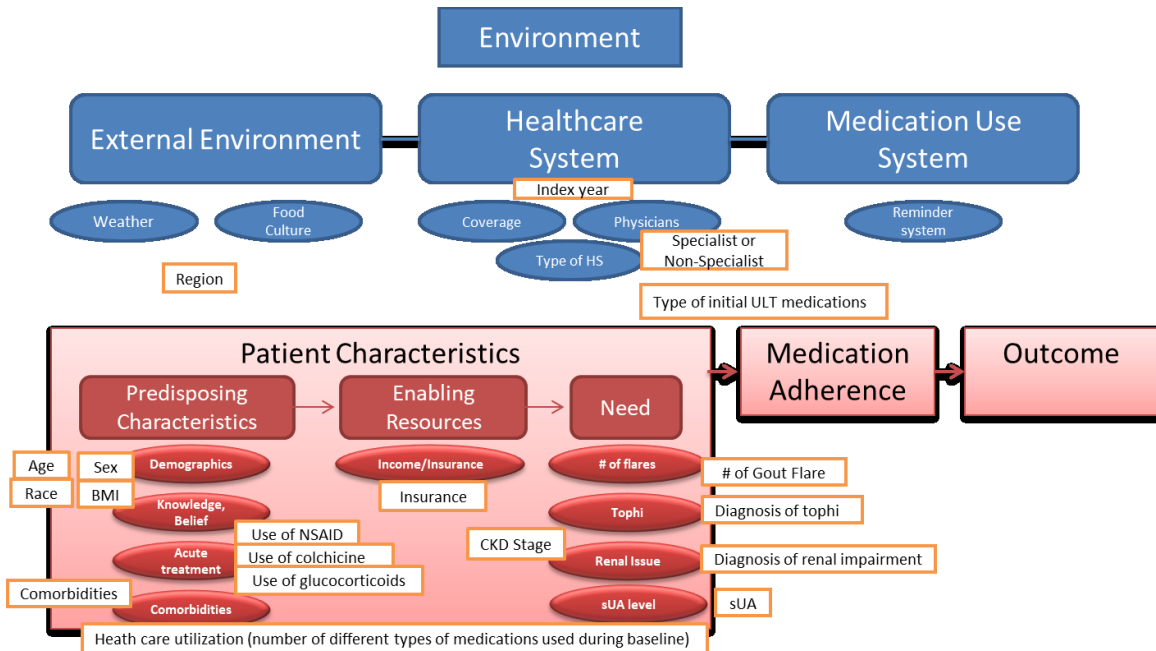 Environment
External Environment
Healthcare
System
Medication Use
System
Index year
Weather
Food
Culture
Coverage
Physicians
Reminder
system
Type of HS
Specialist or
Non-Specialist
Region
Type of initial ULT medications
Patient Characteristics
Medication
Adherence
Outcome
Predisposing
Characteristics
Enabling
Resources
Need
Age
Sex
Demographics
Income/Insurance
# of flares
# of Gout Flare
Race
BMI
Insurance
Knowledge,
Belief
Tophi
Diagnosis of tophi
Use of NSAID
Acute
treatment
Use of colchicine
CKD Stage
Renal Issue
Diagnosis of renal impairment
Use of glucocorticoids
Comorbidities
Comorbidities
sUA level
sUA
Heath care utilization (number of different types of medications used during baseline)